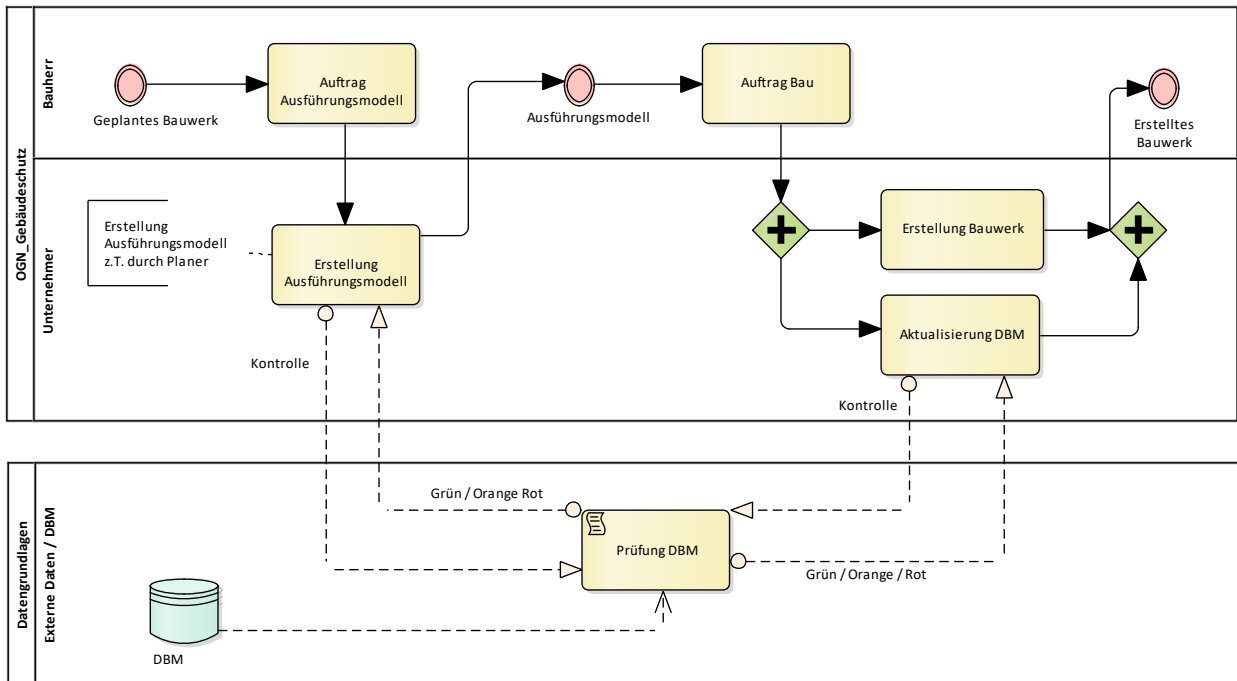 OGN_Gebäudeschutz
Bauherr
Geplantes Bauwerk
Auftrag
Ausführungsmodell
Ausführungsmodell
Auftrag Bau
Erstelltes
Bauwerk
Unternehmer
Erstellung
Ausführungsmodell
z.T. durch Planer
Erstellung
Ausführungsmodell
Erstellung Bauwerk
Aktualisierung DBM
Kontrolle
Kontrolle
Datengrundlagen
Externe Daten / DBM
Grün / Orange Rot
Prüfung DBM
Grün / Orange / Rot
DBM